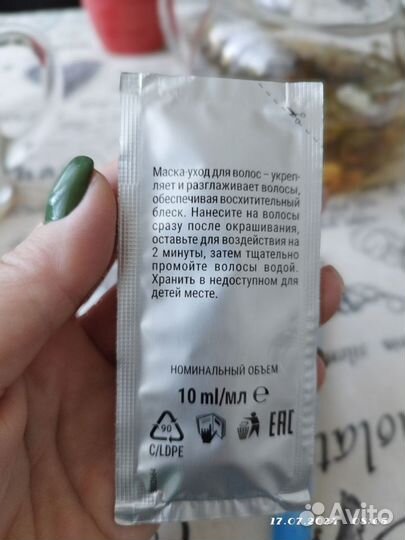 Маска-уход для волос – укреп-
ляет и разглаживает волосы,
обеспечивая восхитительный
блеск. Нанесите на волосы
сразу после окрашивания,
оставьте для воздействия на
2 минуты, затем тщательно
промойте волосы водой.
Хранить в недоступном для
детей месте.
НОМИНАЛЬНЫЙ ОБЪЕМ
10 ml/мл e
90
C/LDPE
EAC
Avito